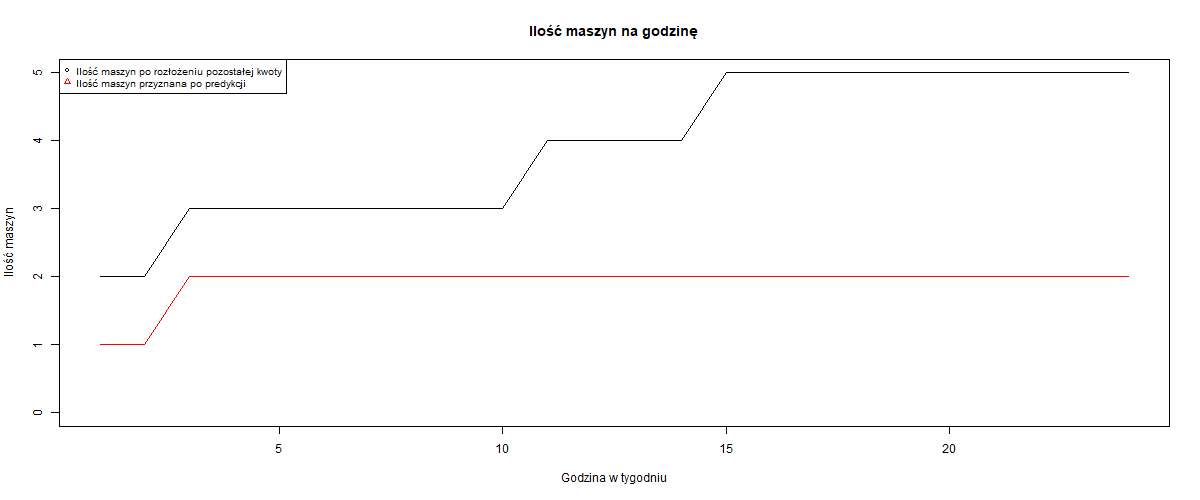 Ilość maszyn na godzinę
Ilość maszyn po rozłożeniu pozostałej kwoty
Ilość maszyn przyznana po predykcji
Ilość maszyn
5
4
3
2
1
0
5 10 15 20
Godzina w tygodniu